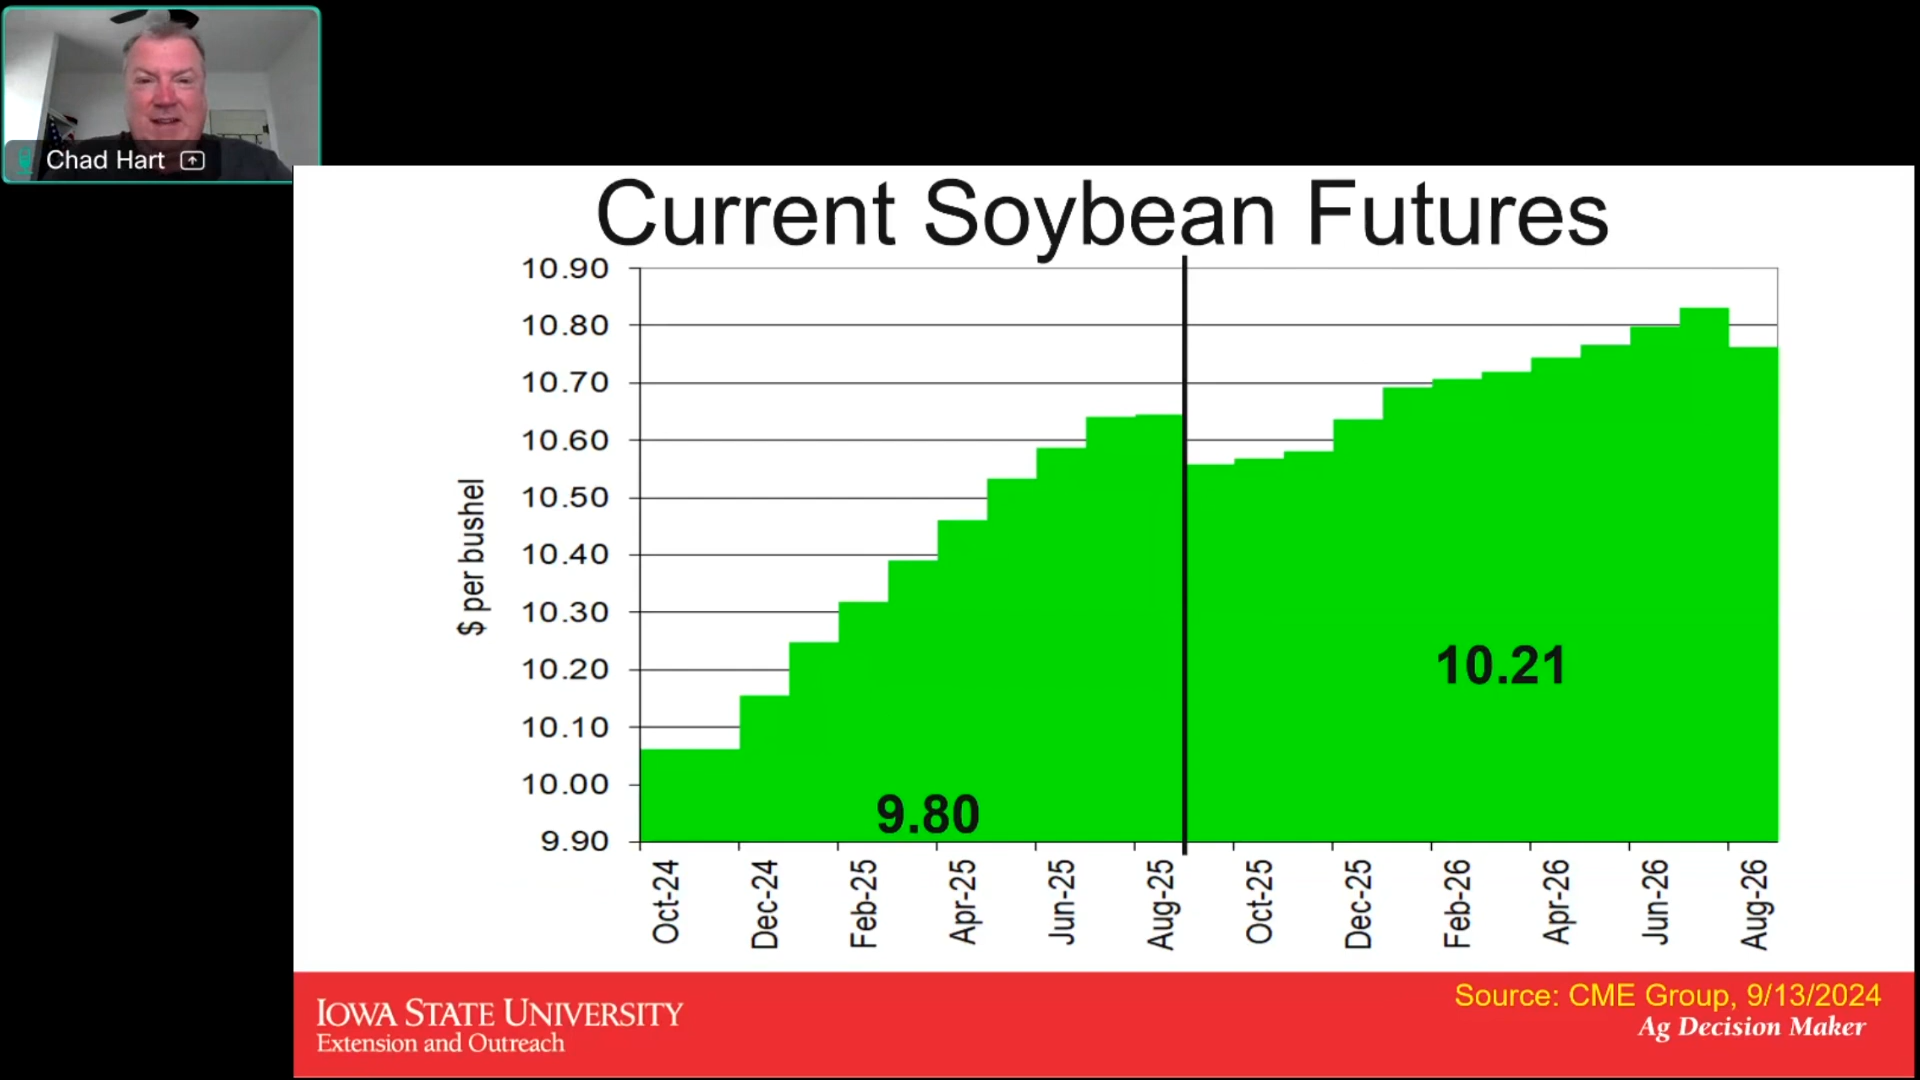 Chad Hart
Current Soybean Futures
10.90
10.80
10.70
10.60
10.50
10.40
10.30
10.20
10.10
10.00
9.90
$ per bushel
9.80
10.21
Oct-24
Dec-24
Feb-25
Apr-25
Jun-25
Aug-25
Oct-25
Dec-25
Feb-26
Apr-26
Jun-26
Aug-26
IOWA STATE UNIVERSITY
Extension and Outreach
Source: CME Group, 9/13/2024
Ag Decision Maker